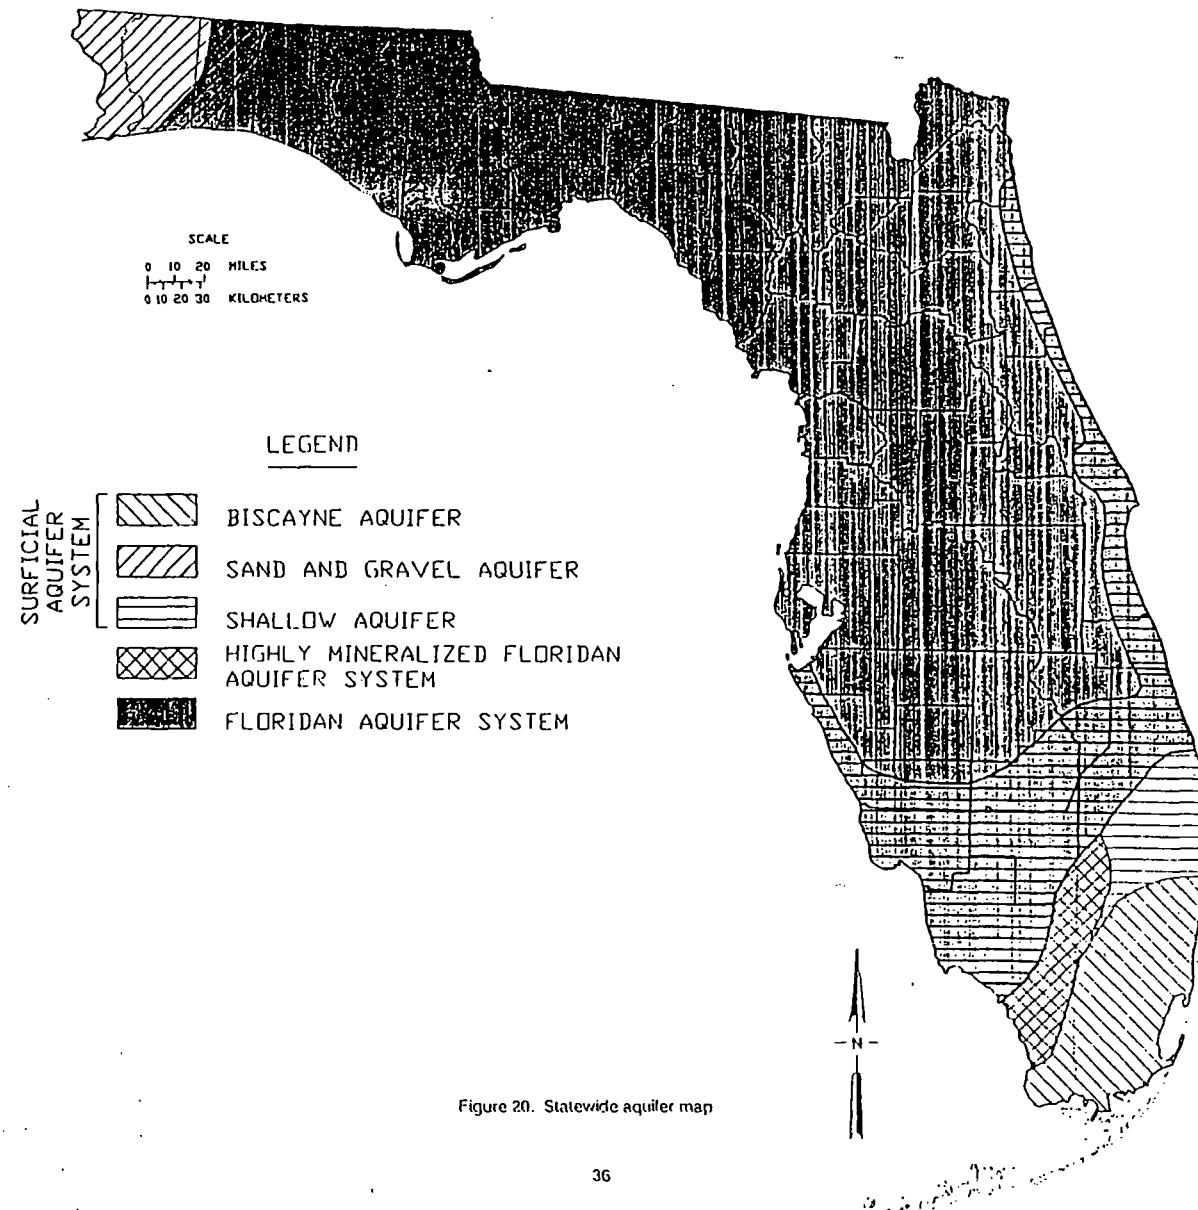 SCALE
0 10 20 MILES
0 10 20 30 KILOMETERS
LEGEND
SURFICIAL
AQUIFER
SYSTEM
BISCAYNE AQUIFER
SAND AND GRAVEL AQUIFER
SHALLOW AQUIFER
HIGHLY MINERALIZED FLORIDAN
AQUIFER SYSTEM
FLORIDAN AQUIFER SYSTEM
-N-
Figure 20. Statewide aquifer map
36